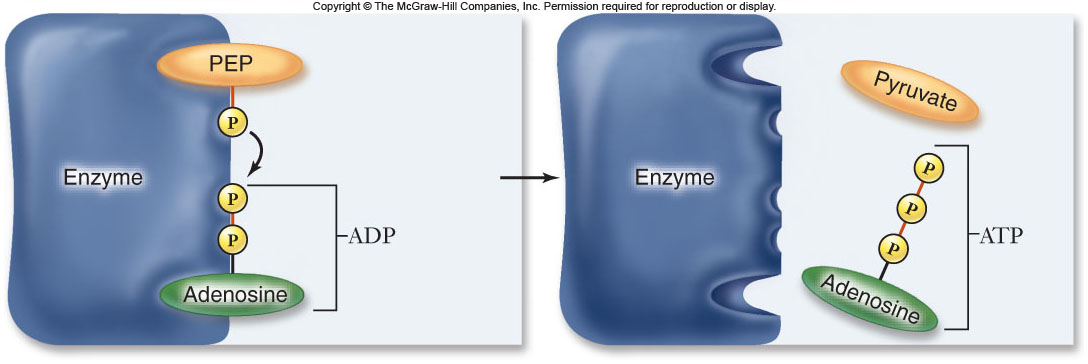 Copyright © The McGraw-Hill Companies, Inc. Permission required for reproduction or display.
PEP
P
Enzyme
P
P
ADP
Adenosine
Pyruvate
Enzyme
P
P
P
ATP
Adenosine